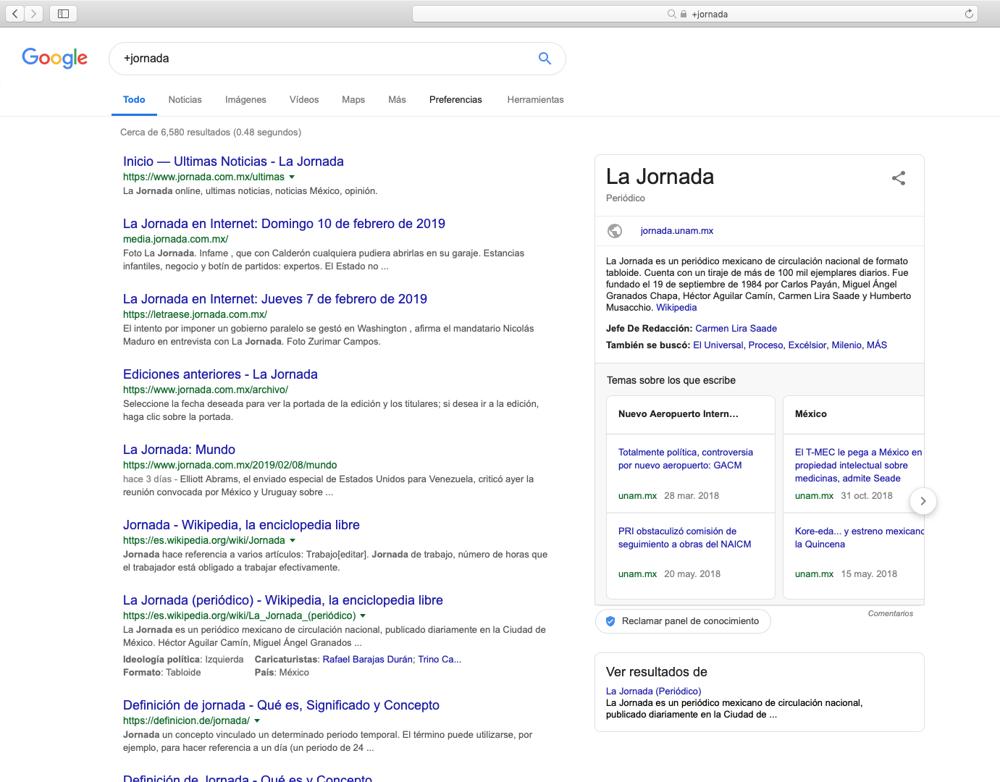 +jornada
Google
+jornada
Todo Noticias Imágenes Vídeos Maps Más Preferencias Herramientas
Cerca de 6,580 resultados (0.48 segundos)
Inicio — Ultimas Noticias - La Jornada
https://www.jornada.com.mx/ultimas
La Jornada online, ultimas noticias, noticias México, opinión.
La Jornada en Internet: Domingo 10 de febrero de 2019
media.jornada.com.mx/
Foto La Jornada. Infame , que con Calderón cualquiera pudiera abrirlas en su garaje. Estancias
infantiles, negocio y botín de partidos: expertos. El Estado no ...
La Jornada en Internet: Jueves 7 de febrero de 2019
https://letraese.jornada.com.mx/
El intento por imponer un gobierno paralelo se gestó en Washington , afirma el mandatario Nicolás
Maduro en entrevista con La Jornada. Foto Zurimar Campos.
Ediciones anteriores - La Jornada
https://www.jornada.com.mx/archivo/
Seleccione la fecha deseada para ver la portada de la edición y los titulares; si desea ir a la edición,
haga clic sobre la portada.
La Jornada: Mundo
https://www.jornada.com.mx/2019/02/08/mundo
hace 3 días - Elliott Abrams, el enviado especial de Estados Unidos para Venezuela, criticó ayer la
reunión convocada por México y Uruguay sobre ...
Jornada - Wikipedia, la enciclopedia libre
https://es.wikipedia.org/wiki/Jornada
Jornada hace referencia a varios artículos: Trabajo[editar]. Jornada de trabajo, número de horas que
el trabajador está obligado a trabajar efectivamente.
La Jornada (periódico) - Wikipedia, la enciclopedia libre
https://es.wikipedia.org/wiki/La_Jornada_(periódico)
La Jornada es un periódico mexicano de circulación nacional, publicado diariamente en la Ciudad de
México. Héctor Aguilar Camín, Miguel Ángel Granados ...
Ideología política: Izquierda Caricaturistas: Rafael Barajas Durán; Trino Ca...
Formato: Tabloide País: México
Definición de jornada - Qué es, Significado y Concepto
https://definicion.de/jornada/
Jornada un concepto vinculado un determinado periodo temporal. El término puede utilizarse, por
ejemplo, para hacer referencia a un día (un periodo de 24 ...
Definición de Jornada - Qué es y Concepto
La Jornada
Periódico
jornada.unam.mx
La Jornada es un periódico mexicano de circulación nacional de formato
tabloide. Cuenta con un tiraje de más de 100 mil ejemplares diarios. Fue
fundado el 19 de septiembre de 1984 por Carlos Payán, Miguel Ángel
Granados Chapa, Héctor Aguilar Camín, Carmen Lira Saade y Humberto
Musacchio. Wikipedia
Jefe De Redacción: Carmen Lira Saade
También se buscó: El Universal, Proceso, Excélsior, Milenio, MÁS
Temas sobre los que escribe
Nuevo Aeropuerto Intern...
Totalmente política, controversia
por nuevo aeropuerto: GACM
unam.mx 28 mar. 2018
PRI obstaculizó comisión de
seguimiento a obras del NAICM
unam.mx 20 may. 2018
México
El T-MEC le pega a México en
propiedad intelectual sobre
medicinas, admite Seade
unam.mx 31 oct. 2018
Kore-eda... y estreno mexicano
la Quincena
unam.mx 15 may. 2018
Comentarios
Reclamar panel de conocimiento
Ver resultados de
La Jornada (Periódico)
La Jornada es un periódico mexicano de circulación nacional,
publicado diariamente en la Ciudad de ...